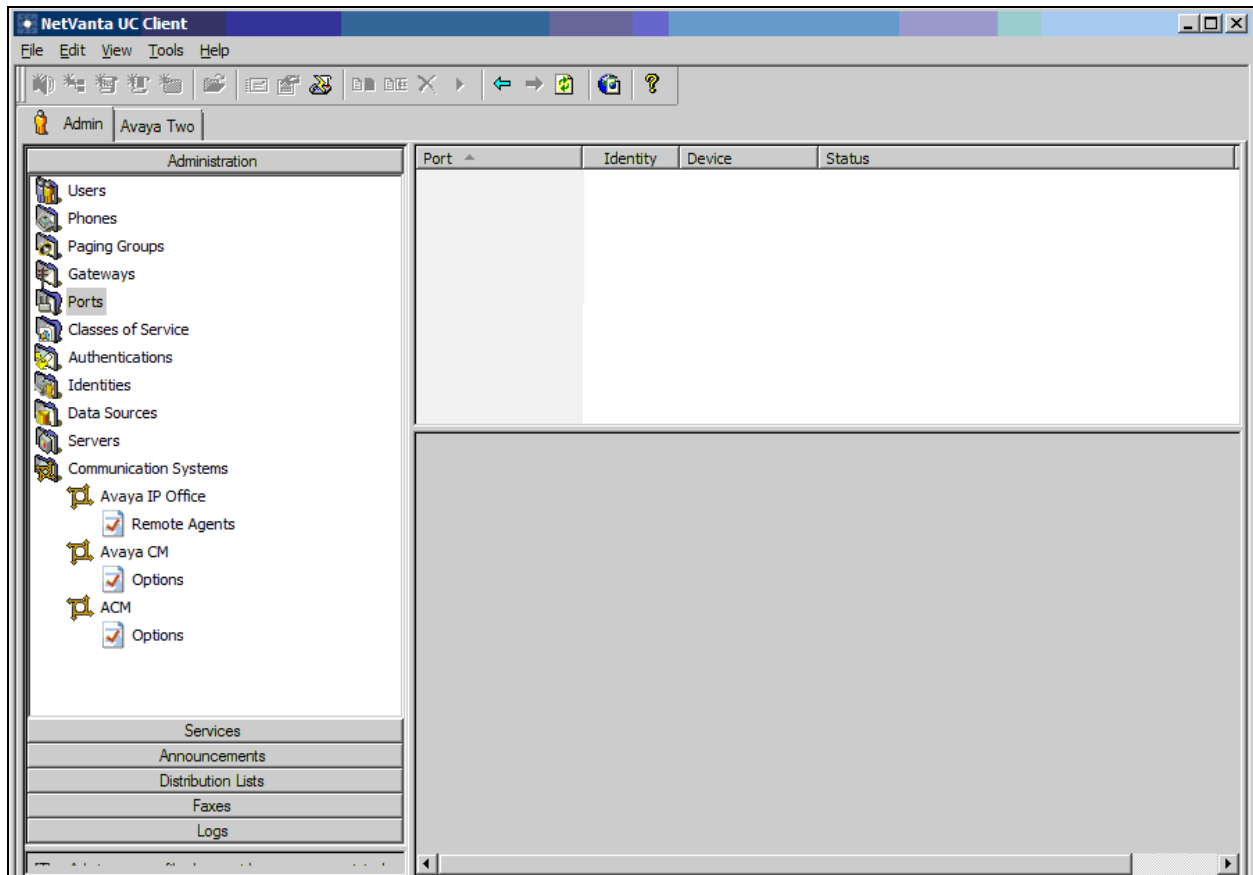 NetVanta UC Client
File Edit View Tools Help
Admin Avaya Two
Administration
Port Identity Device Status
Users
Phones
Paging Groups
Gateways
Ports
Classes of Service
Authentications
Identities
Data Sources
Servers
Communication Systems
Avaya IP Office
Remote Agents
Avaya CM
Options
ACM
Options
Services
Announcements
Distribution Lists
Faxes
Logs